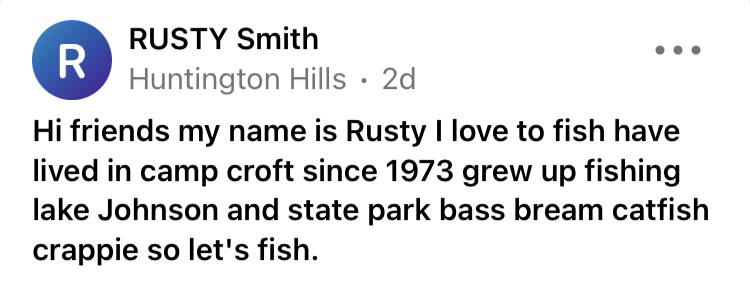 R
RUSTY Smith
Huntington Hills · 2d
Hi friends my name is Rusty I love to fish have
lived in camp croft since 1973 grew up fishing
lake Johnson and state park bass bream catfish
crappie so let's fish.